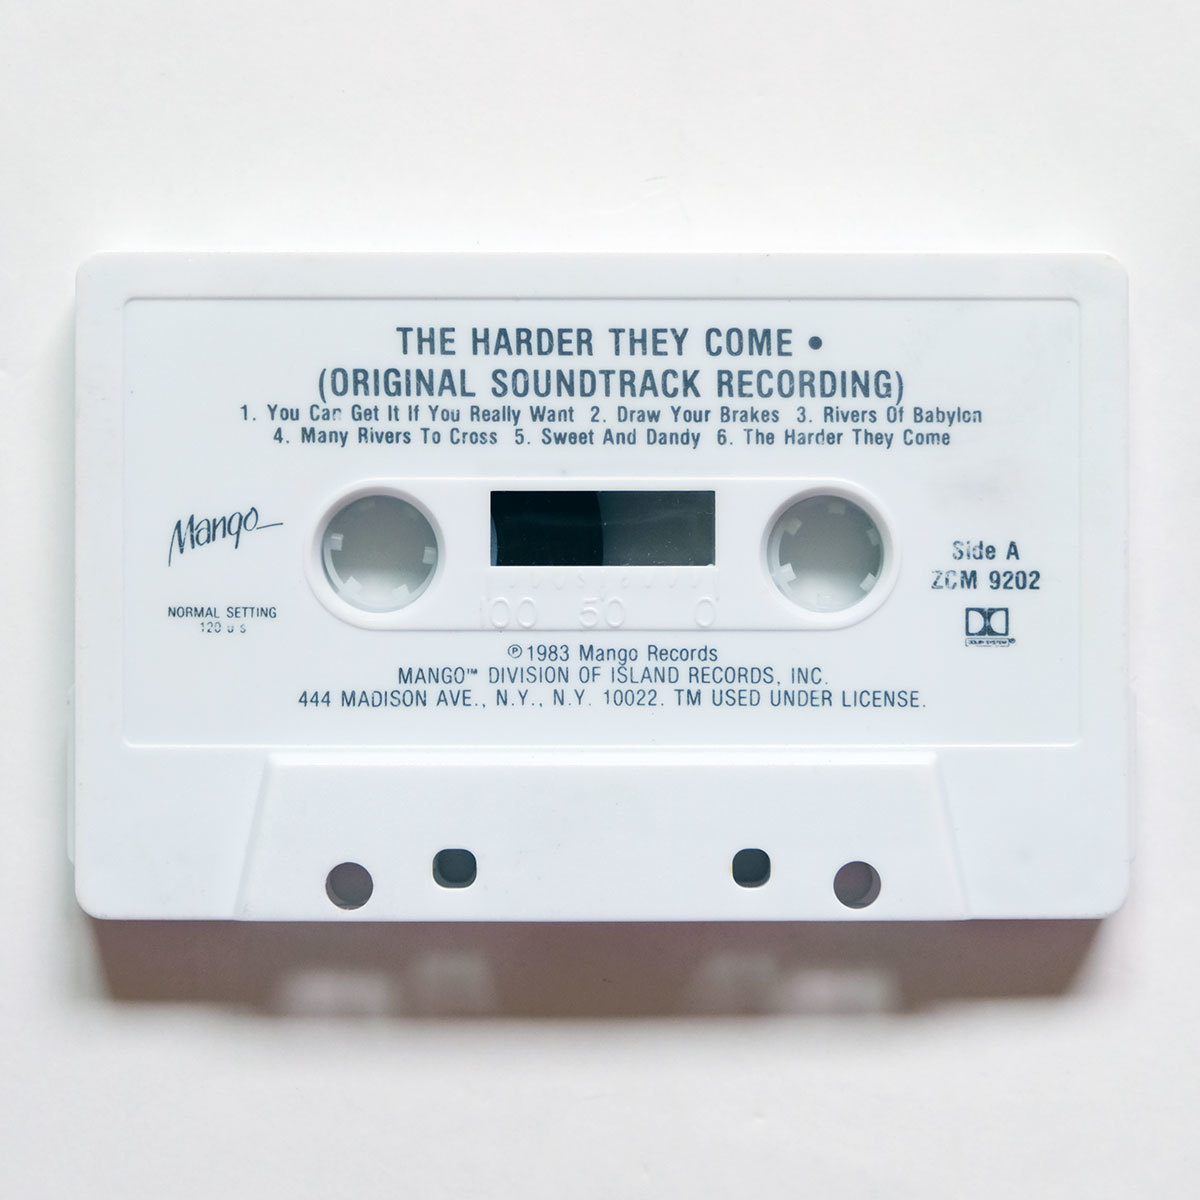 THE HARDER THEY COME •
(ORIGINAL SOUNDTRACK RECORDING)
1. You Can Get It If You Really Want 2. Draw Your Brakes 3. Rivers Of Babylon
4. Many Rivers To Cross 5. Sweet And Dandy 6. The Harder They Come
Mango
NORMAL SETTING
120 u s
Side A
ZCM 9202
DOLBY SYSTEM®
100 50 0
℗1983 Mango Records
MANGO™ DIVISION OF ISLAND RECORDS, INC.
444 MADISON AVE., N.Y., N.Y. 10022. TM USED UNDER LICENSE.